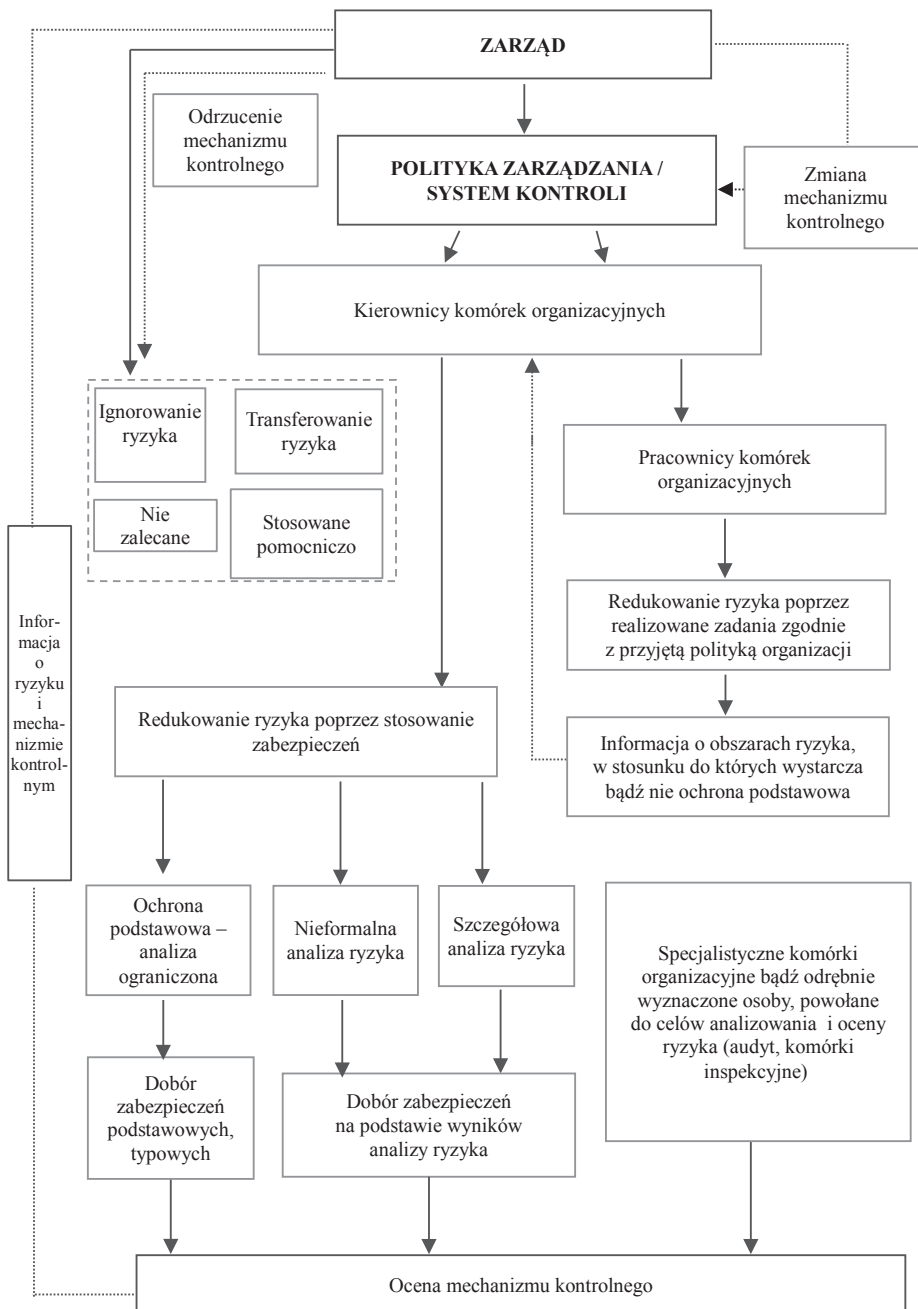 ZARZĄD
Odrzucenie
mechanizmu
kontrolnego
POLITYKA ZARZĄDZANIA /
SYSTEM KONTROLI
Zmiana
mechanizmu
kontrolnego
Kierownicy komórek organizacyjnych
Ignorowanie
ryzyka
Transferowanie
ryzyka
Nie
zalecane
Stosowane
pomocniczo
Pracownicy komórek
organizacyjnych
Infor-
macja
o
ryzyku
i
mecha-
nizmie
kontrol-
nym
Redukowanie ryzyka poprzez
realizowane zadania zgodnie
z przyjętą polityką organizacji
Redukowanie ryzyka poprzez stosowanie
zabezpieczeń
Informacja o obszarach ryzyka,
w stosunku do których wystarcza
bądź nie ochrona podstawowa
Ochrona
podstawowa –
analiza
ograniczona
Nieformalna
analiza ryzyka
Szczegółowa
analiza ryzyka
Specjalistyczne komórki
organizacyjne bądź odrębnie
wyznaczone osoby, powołane
do celów analizowania i oceny
ryzyka (audyt, komórki
inspekcyjne)
Dobór
zabezpieczeń
podstawowych,
typowych
Dobór zabezpieczeń
na podstawie wyników
analizy ryzyka
Ocena mechanizmu kontrolnego